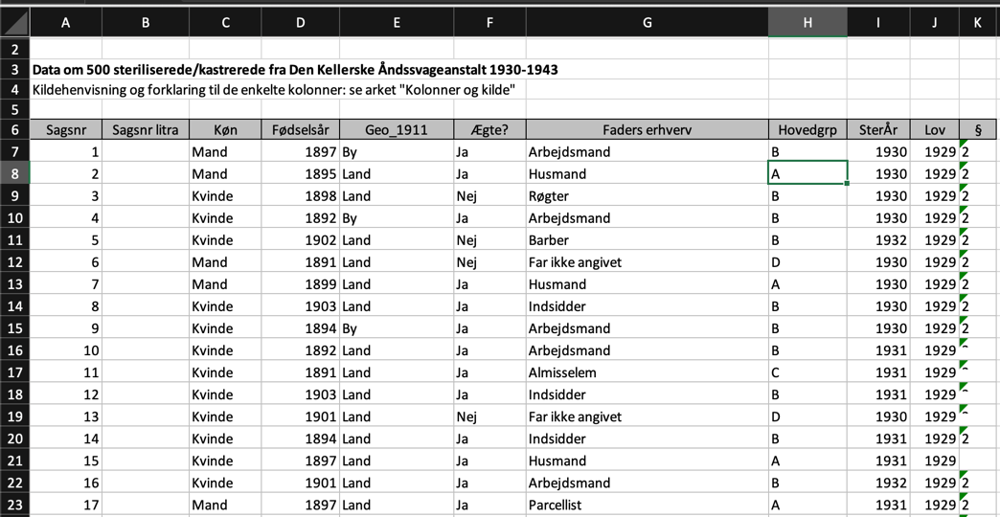 A B C D E F G H I J K
2
3 Data om 500 steriliserede/kastrerede fra Den Kellerske Åndssvageanstalt 1930-1943
4 Kildehenvisning og forklaring til de enkelte kolonner: se arket "Kolonner og kilde"
5
6 Sagsnr Sagsnr litra Køn Fødselsår Geo_1911 Ægte? Faders erhverv Hovedgrp SterÅr Lov §
7 1 Mand 1897 By Ja Arbejdsmand B 1930 1929 2
8 2 Mand 1895 Land Ja Husmand A 1930 1929 2
9 3 Kvinde 1898 Land Nej Røgter B 1930 1929 2
10 4 Kvinde 1892 By Ja Arbejdsmand B 1930 1929 2
11 5 Kvinde 1902 Land Nej Barber B 1932 1929 2
12 6 Mand 1891 Land Nej Far ikke angivet D 1930 1929 2
13 7 Mand 1899 Land Ja Husmand A 1930 1929 2
14 8 Kvinde 1903 Land Ja Indsidder B 1930 1929 2
15 9 Kvinde 1894 By Ja Arbejdsmand B 1930 1929 2
16 10 Kvinde 1892 Land Ja Arbejdsmand B 1931 1929
17 11 Kvinde 1891 Land Ja Almisselem C 1931 1929
18 12 Kvinde 1903 Land Ja Indsidder B 1931 1929
19 13 Kvinde 1901 Land Nej Far ikke angivet D 1930 1929
20 14 Kvinde 1894 Land Ja Indsidder B 1931 1929 2
21 15 Kvinde 1897 Land Ja Husmand A 1931 1929
22 16 Kvinde 1901 Land Ja Arbejdsmand B 1932 1929 2
23 17 Mand 1897 Land Ja Parcellist A 1931 1929 2